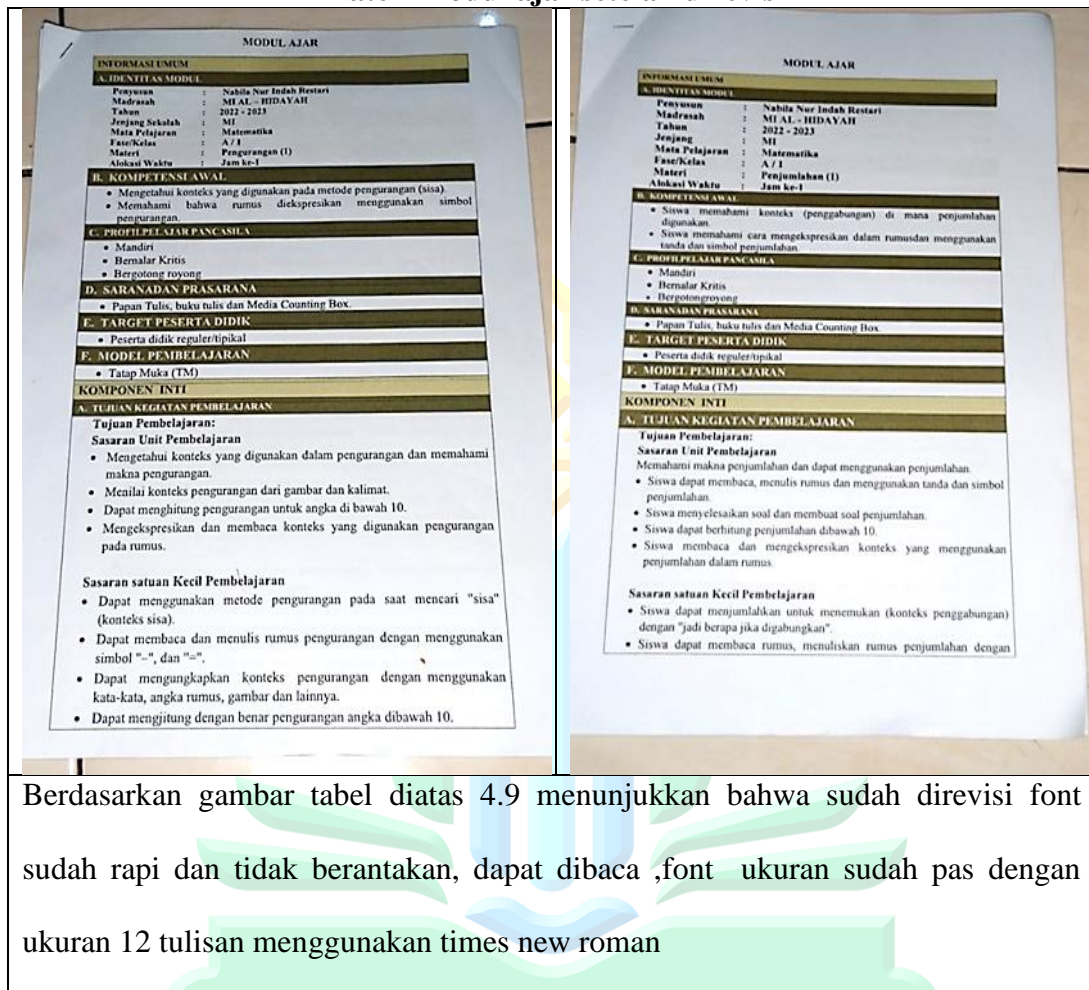 MODUL AJAR
INFORMASI UMUM
A. IDENTITAS MODUL
Penyusun : Nabila Nur Indah Restari
Madrasah : MI AL – HIDAYAH
Tahun : 2022 - 2023
Jenjang Sekolah : MI
Mata Pelajaran : Matematika
Fase/Kelas : A / 1
Materi : Pengurangan (1)
Alokasi Waktu : Jam ke-1
B. KOMPETENSI AWAL
• Mengetahui konteks yang digunakan pada metode pengurangan (sisa).
• Memahami bahwa rumus diekspresikan menggunakan simbol
pengurangan.
C. PROFIL PELAJAR PANCASILA
• Mandiri
• Bernalar Kritis
• Bergotong royong
D. SARANADAN PRASARANA
• Papan Tulis, buku tulis dan Media Counting Box.
E. TARGET PESERTA DIDIK
• Peserta didik reguler/tipikal
F. MODEL PEMBELAJARAN
• Tatap Muka (TM)
KOMPONEN INTI
A. TUJUAN KEGIATAN PEMBELAJARAN
Tujuan Pembelajaran:
Sasaran Unit Pembelajaran
• Mengetahui konteks yang digunakan dalam pengurangan dan memahami
makna pengurangan.
• Menilai konteks pengurangan dari gambar dan kalimat.
• Dapat menghitung pengurangan untuk angka di bawah 10.
• Mengekspresikan dan membaca konteks yang digunakan pengurangan
pada rumus.
Sasaran satuan Kecil Pembelajaran
• Dapat menggunakan metode pengurangan pada saat mencari "sisa"
(konteks sisa).
• Dapat membaca dan menulis rumus pengurangan dengan menggunakan
simbol "–", dan "=".
• Dapat mengungkapkan konteks pengurangan dengan menggunakan
kata-kata, angka rumus, gambar dan lainnya.
• Dapat mengjitung dengan benar pengurangan angka dibawah 10.
MODUL AJAR
INFORMASI UMUM
A. IDENTITAS MODUL
Penyusun : Nabila Nur Indah Restari
Madrasah : MI AL - HIDAYAH
Tahun : 2022 - 2023
Jenjang : MI
Mata Pelajaran : Matematika
Fase/Kelas : A / 1
Materi : Penjumlahan (1)
Alokasi Waktu : Jam ke-1
B. KOMPETENSI AWAL
• Siswa memahami konteks (penggabungan) di mana penjumlahan
digunakan.
• Siswa memahami cara mengekspresikan dalam rumusdan menggunakan
tanda dan simbol penjumlahan.
C. PROFIL PELAJAR PANCASILA
• Mandiri
• Bernalar Kritis
• Bergotongroyong
D. SARANADAN PRASARANA
• Papan Tulis, buku tulis dan Media Counting Box
E. TARGET PESERTA DIDIK
• Peserta didik reguler/tipikal
F. MODEL PEMBELAJARAN
• Tatap Muka (TM)
KOMPONEN INTI
A. TUJUAN KEGIATAN PEMBELAJARAN
Tujuan Pembelajaran:
Sasaran Unit Pembelajaran
Memahami makna penjumlahan dan dapat menggunakan penjumlahan.
• Siswa dapat membaca, menulis rumus dan menggunakan tanda dan simbol
penjumlahan.
• Siswa menyelesaikan soal dan membuat soal penjumlahan.
• Siswa dapat berhitung penjumlahan dibawah 10.
• Siswa membaca dan mengekspresikan konteks yang menggunakan
penjumlahan dalam rumus.
Sasaran satuan Kecil Pembelajaran
• Siswa dapat menjumlahkan untuk menemukan (konteks penggabungan)
dengan "jadi berapa jika digabungkan".
• Siswa dapat membaca rumus, menuliskan rumus penjumlahan dengan
Berdasarkan gambar tabel diatas 4.9 menunjukkan bahwa sudah direvisi font
sudah rapi dan tidak berantakan, dapat dibaca ,font ukuran sudah pas dengan
ukuran 12 tulisan menggunakan times new roman